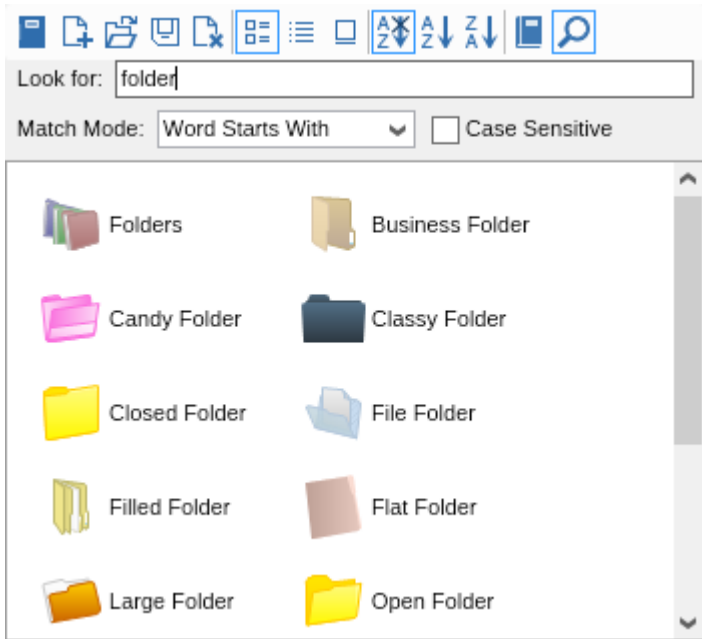 Look for: folder
Match Mode: Word Starts With Case Sensitive
Folders Business Folder
Candy Folder Classy Folder
Closed Folder File Folder
Filled Folder Flat Folder
Large Folder Open Folder